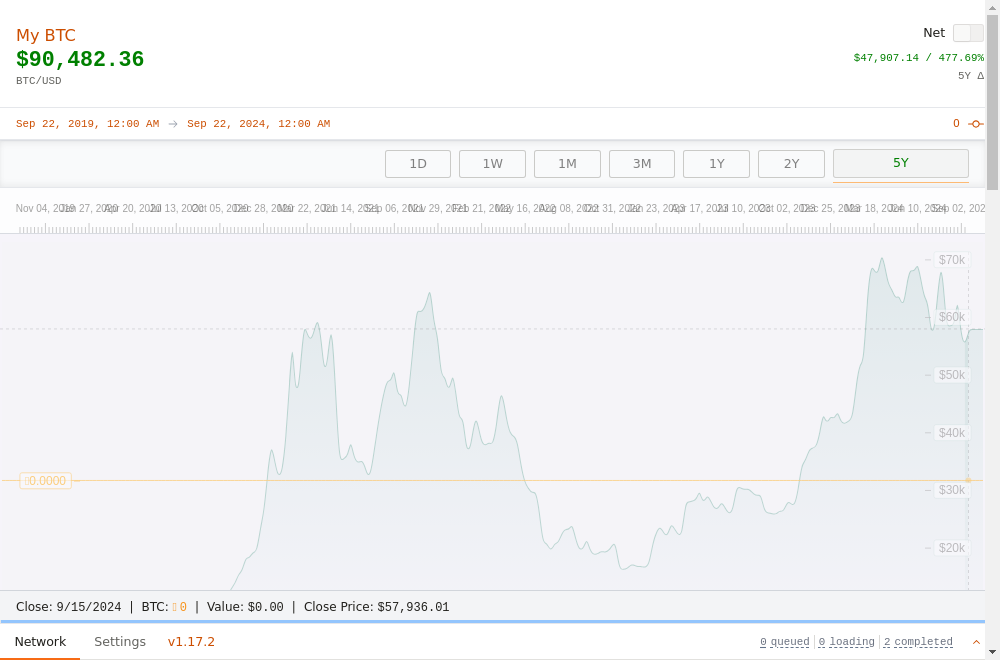 My BTC
Net
$90,482.36
$47,907.14 / 477.69%
BTC/USD
5Y Δ
Sep 22, 2019, 12:00 AM → Sep 22, 2024, 12:00 AM
0
1D 1W 1M 3M 1Y 2Y 5Y
Nov 04, 2019 Jan 27, 2020 Apr 20, 2020 Jul 13, 2020 Oct 05, 2020 Dec 28, 2020 Mar 22, 2021 Jun 14, 2021 Sep 06, 2021 Nov 29, 2021 Feb 21, 2022 May 16, 2022 Aug 08, 2022 Oct 31, 2022 Jan 23, 2023 Apr 17, 2023 Jul 10, 2023 Oct 02, 2023 Dec 25, 2023 Mar 18, 2024 Jun 10, 2024 Sep 02, 202
$70k
$60k
$50k
$40k
0.0000
$30k
$20k
Close: 9/15/2024 | BTC: 0 | Value: $0.00 | Close Price: $57,936.01
Network Settings v1.17.2
0 queued 0 loading 2 completed